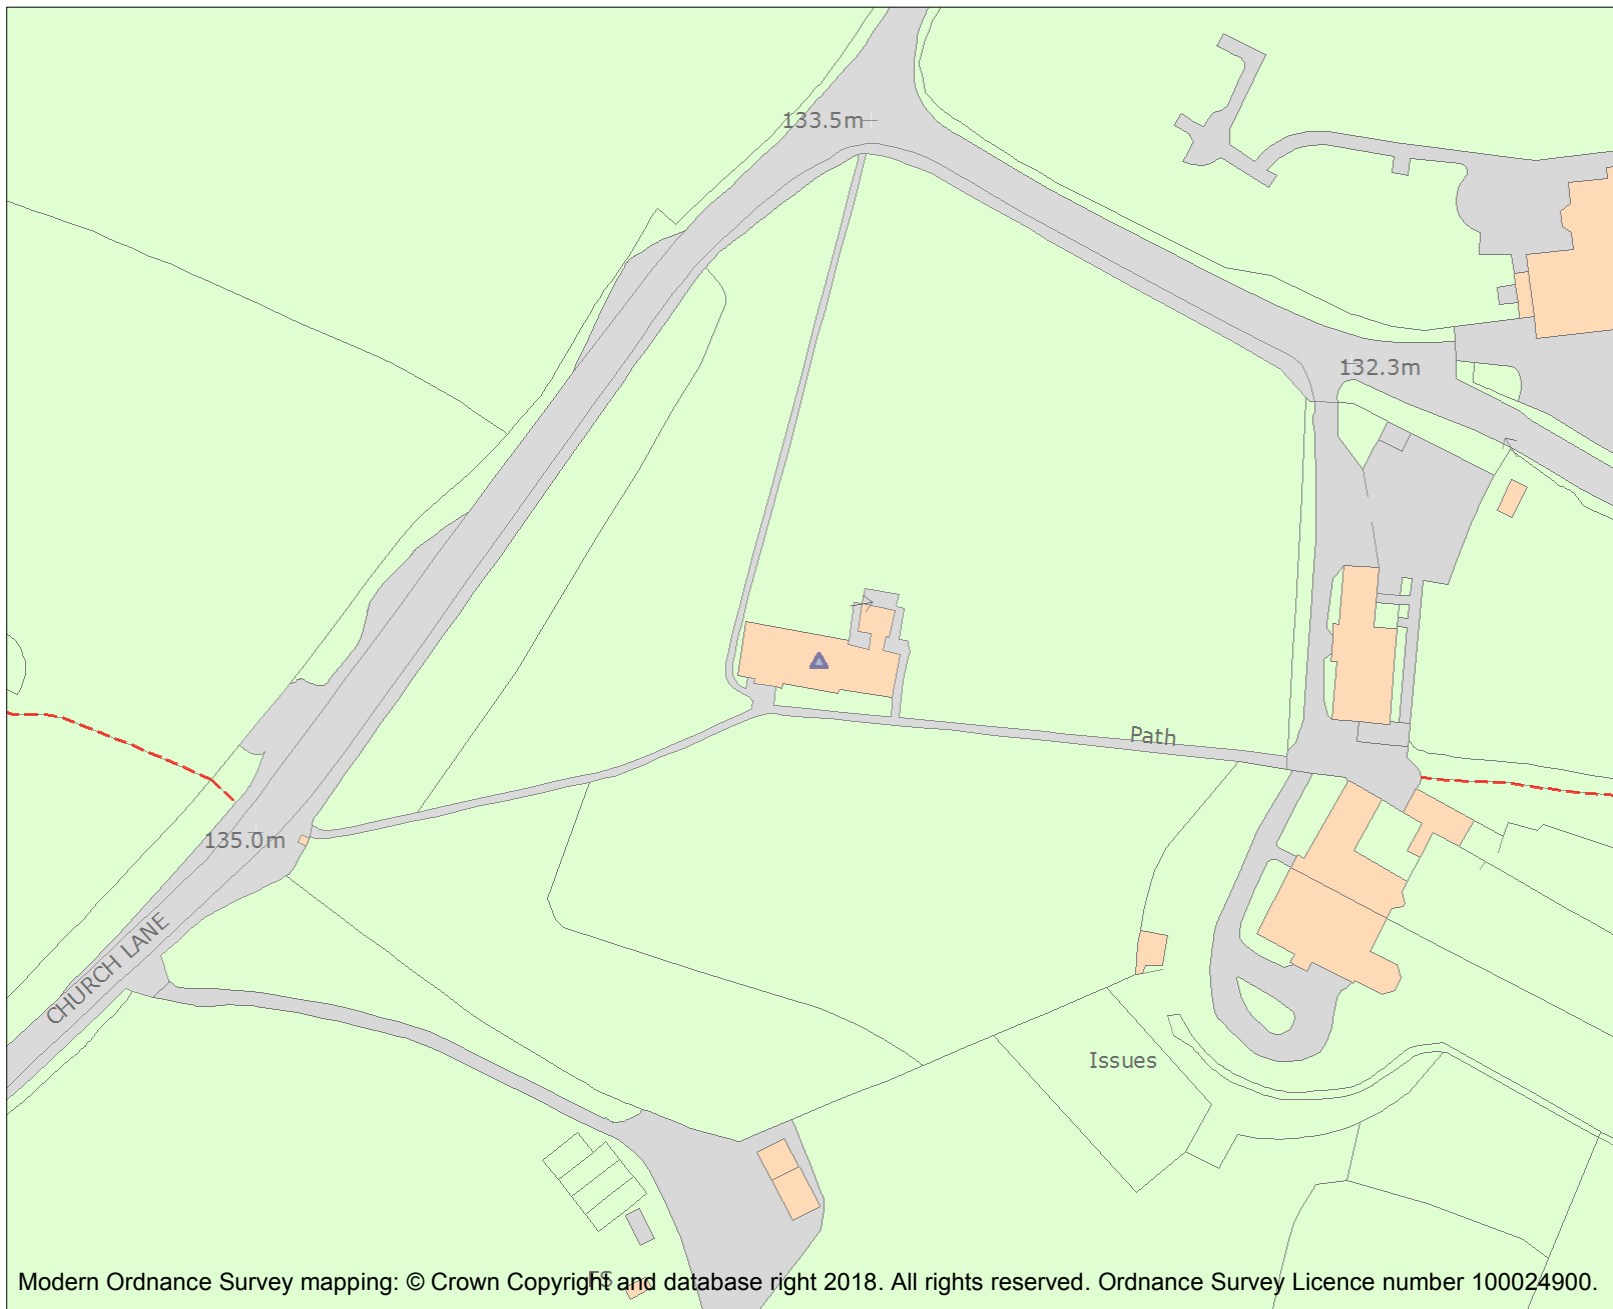 133.5m
132.3m
Path
135.0m
CHURCH LANE
Issues
FS
Modern Ordnance Survey mapping: © Crown Copyright and database right 2018. All rights reserved. Ordnance Survey Licence number 100024900.